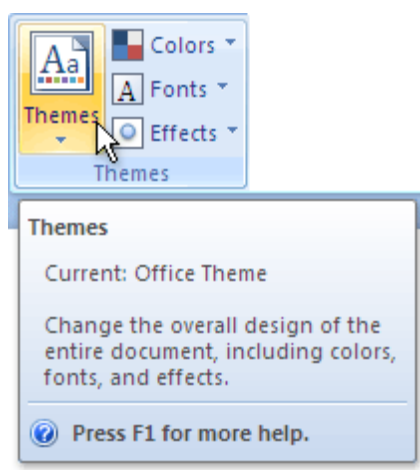 Aa
Colors
A Fonts
Themes
Effects
Themes
Themes
Current: Office Theme
Change the overall design of the
entire document, including colors,
fonts, and effects.
? Press F1 for more help.